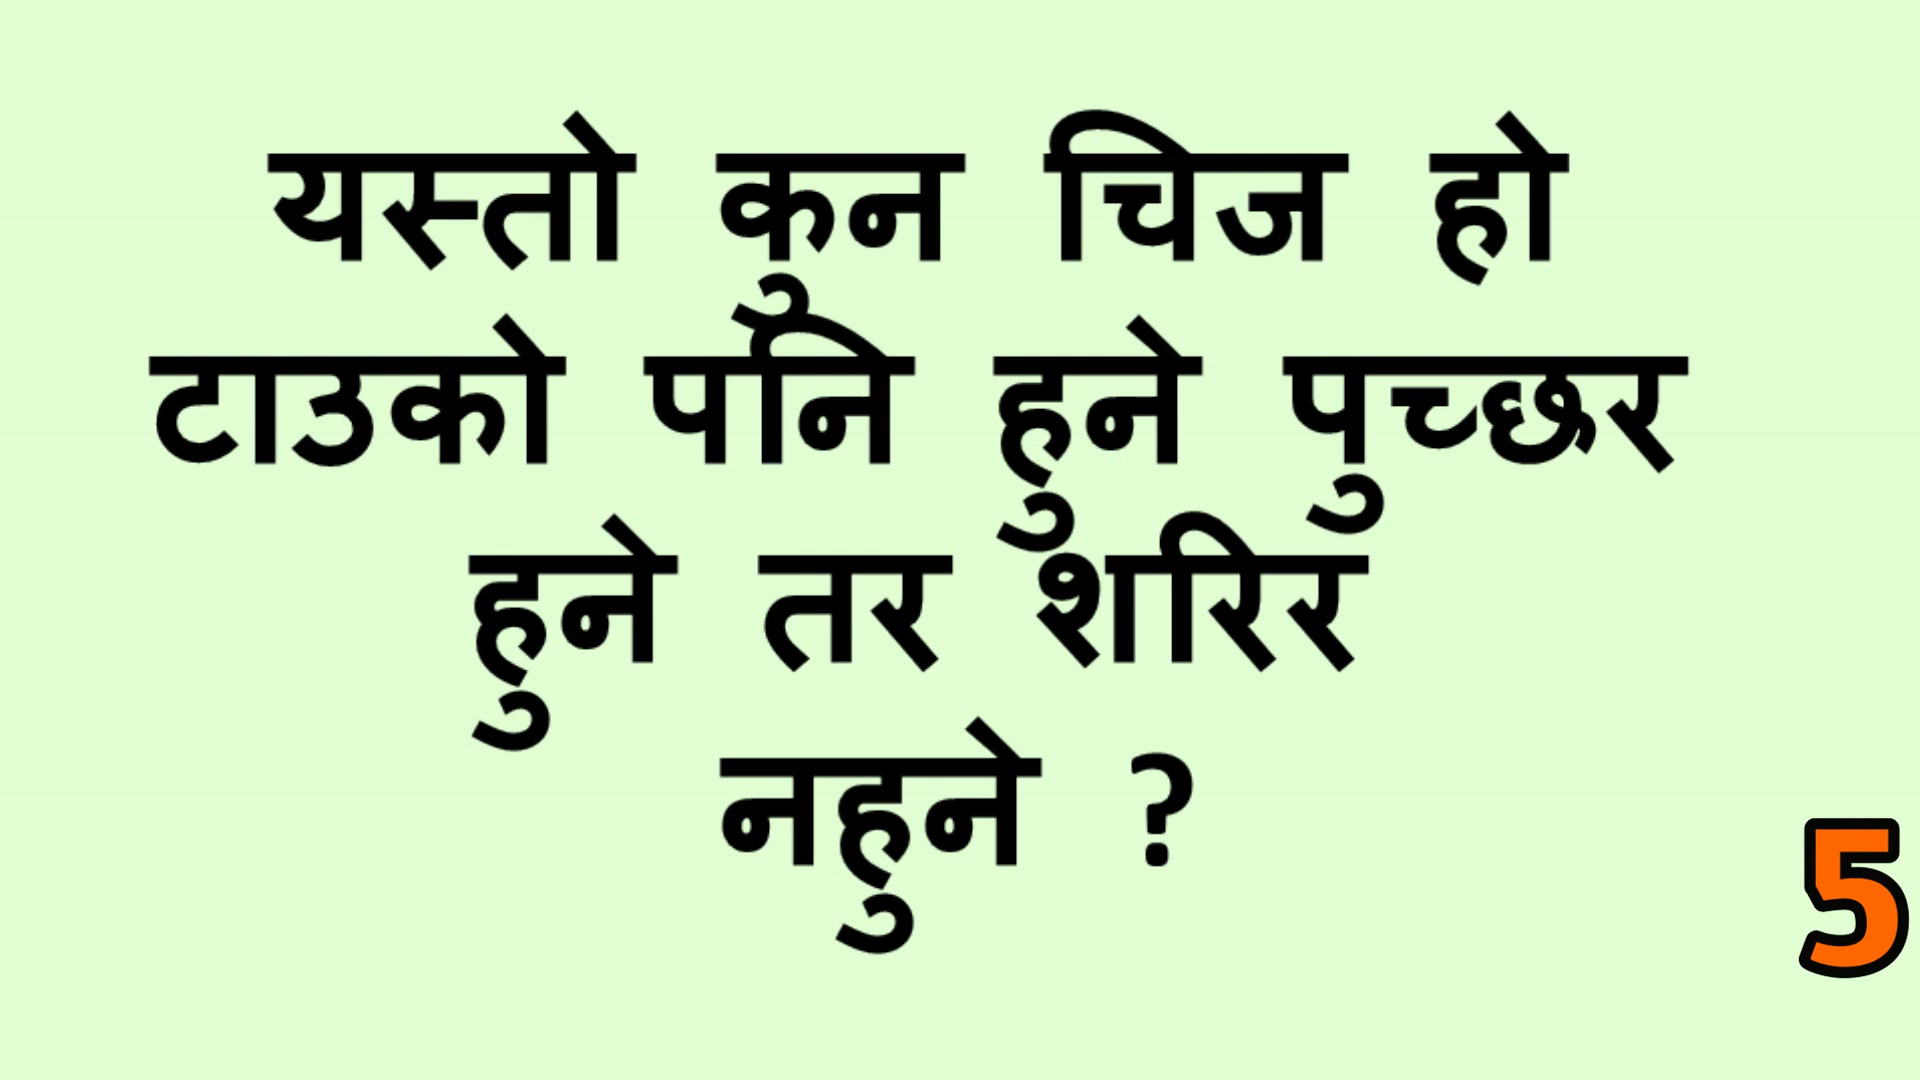 यस्तो कुन चिज हो
टाउको पनि हुने पुच्छर
हुने तर शरिर
नहुने ?
5